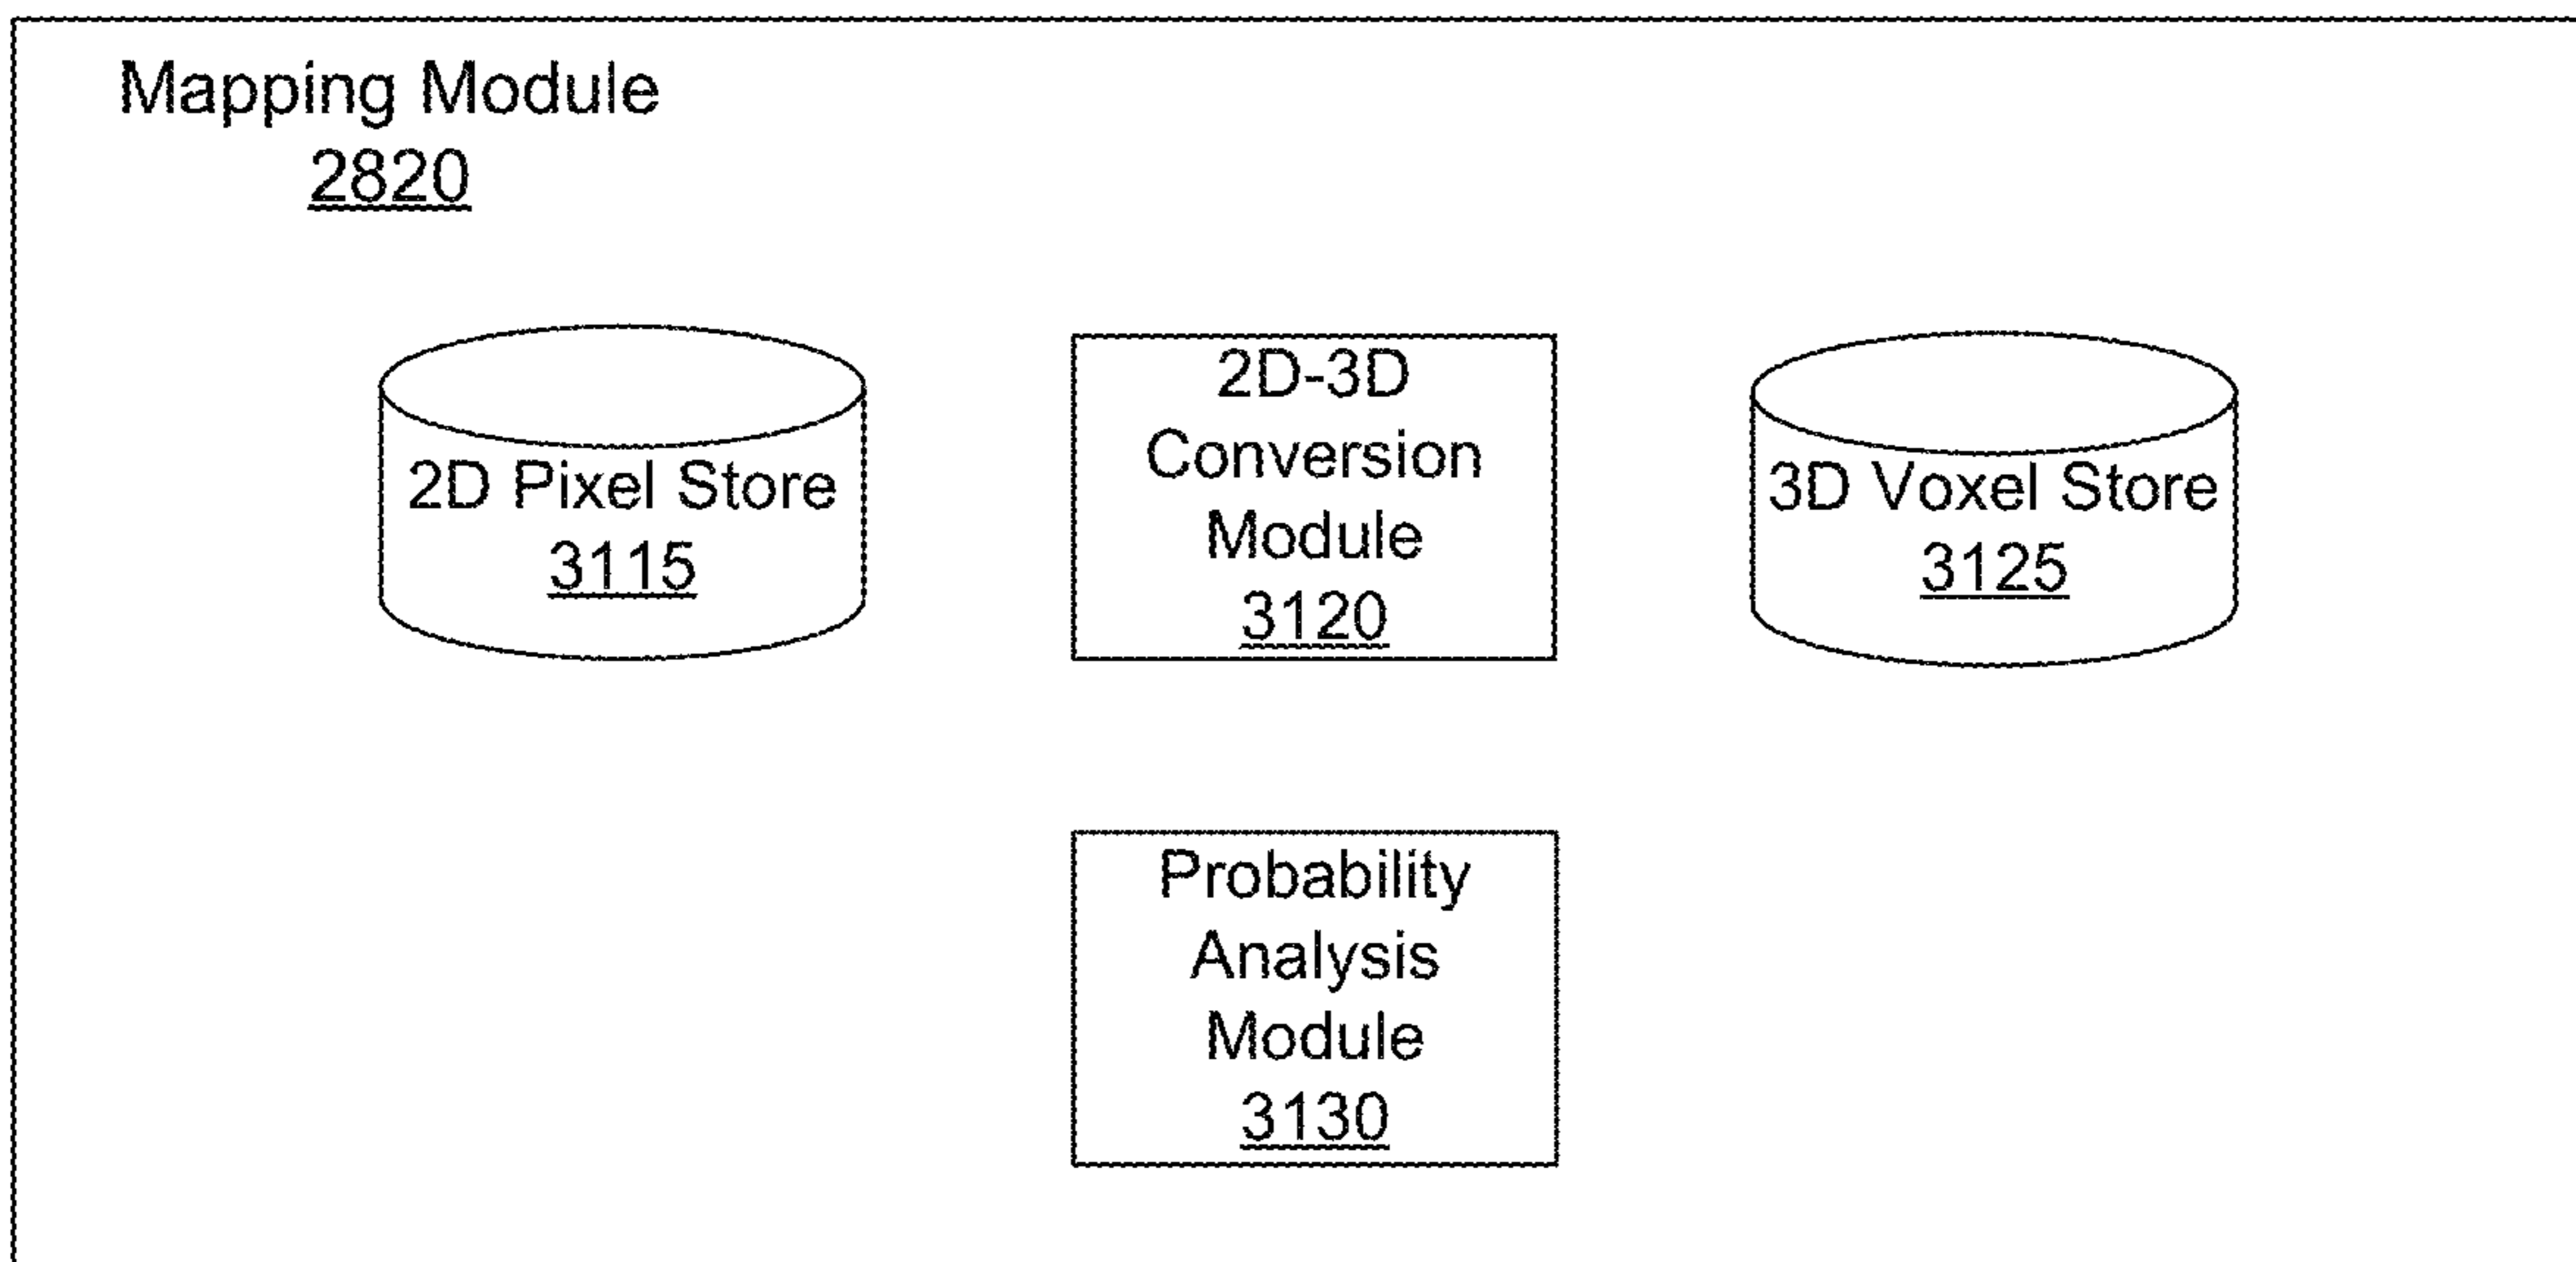 Mapping Module
2820
2D Pixel Store
3115
2D-3D
Conversion
Module
3120
3D Voxel Store
3125
Probability
Analysis
Module
3130